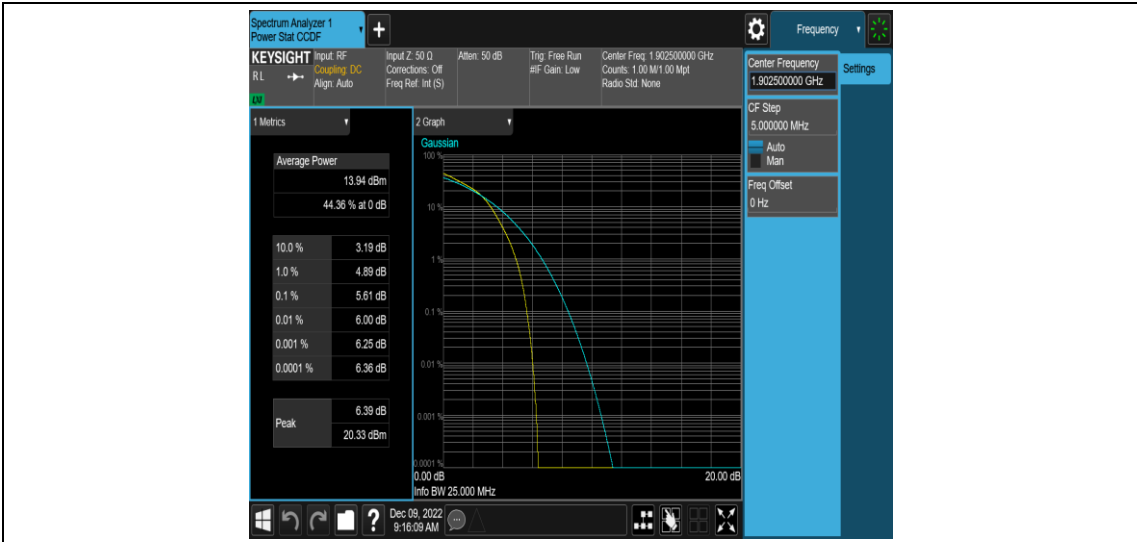 Spectrum Analyzer 1
Power Stat CCDF
+
Frequency
KEYSIGHT
Input: RF
Coupling: DC
Align: Auto
R L
LXI
Input Z: 50 Ω
Corrections: Off
Freq Ref: Int (S)
Atten: 50 dB
Trig: Free Run
#IF Gain: Low
Center Freq: 1.902500000 GHz
Counts: 1.00 M/1.00 Mpt
Radio Std: None
Center Frequency
1.902500000 GHz
Settings
CF Step
5.000000 MHz
Auto
Man
Freq Offset
0 Hz
1 Metrics
Average Power
13.94 dBm
44.36 % at 0 dB
10.0 % 3.19 dB
1.0 % 4.89 dB
0.1 % 5.61 dB
0.01 % 6.00 dB
0.001 % 6.25 dB
0.0001 % 6.36 dB
Peak
6.39 dB
20.33 dBm
2 Graph
Gaussian
100 %
10 %
1 %
0.1 %
0.01 %
0.001 %
0.0001 %
0.00 dB 20.00 dB
Info BW 25.000 MHz
?
Dec 09, 2022
9:16:09 AM